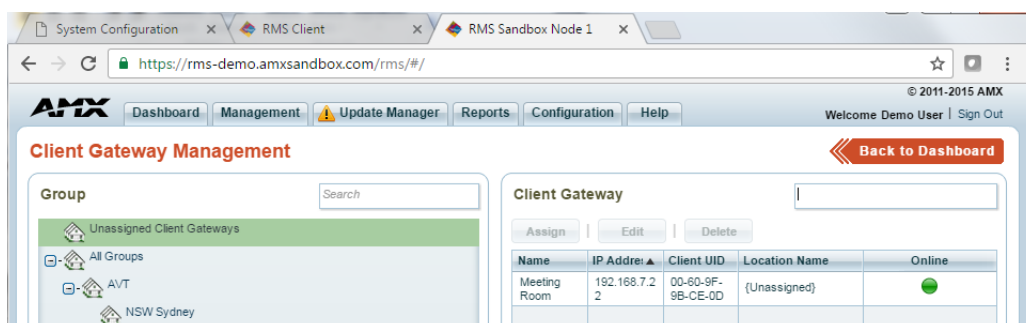 System Configuration
RMS Client
RMS Sandbox Node 1
https://rms-demo.amxsandbox.com/rms/#/
© 2011-2015 AMX
AMX
Dashboard
Management
Update Manager
Reports
Configuration
Help
Welcome Demo User | Sign Out
Client Gateway Management
Back to Dashboard
Group
Search
Unassigned Client Gateways
All Groups
AVT
NSW Sydney
Client Gateway
Assign | Edit | Delete
Name IP Addres Client UID Location Name Online
Meeting Room 192.168.7.2 2 00-60-9F-9B-CE-0D {Unassigned}